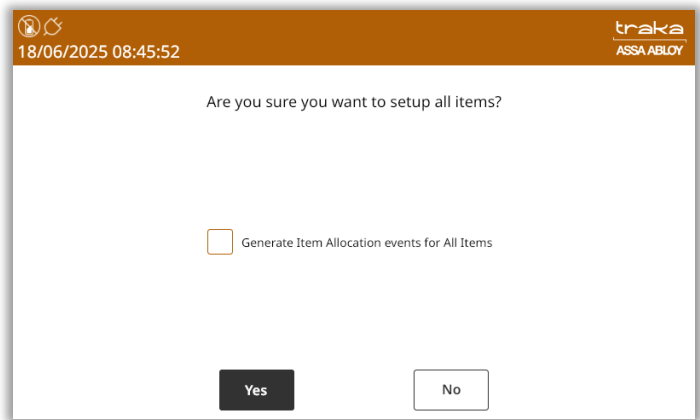 18/06/2025 08:45:52
traka
ASSA ABLOY
Are you sure you want to setup all items?
Generate Item Allocation events for All Items
Yes
No